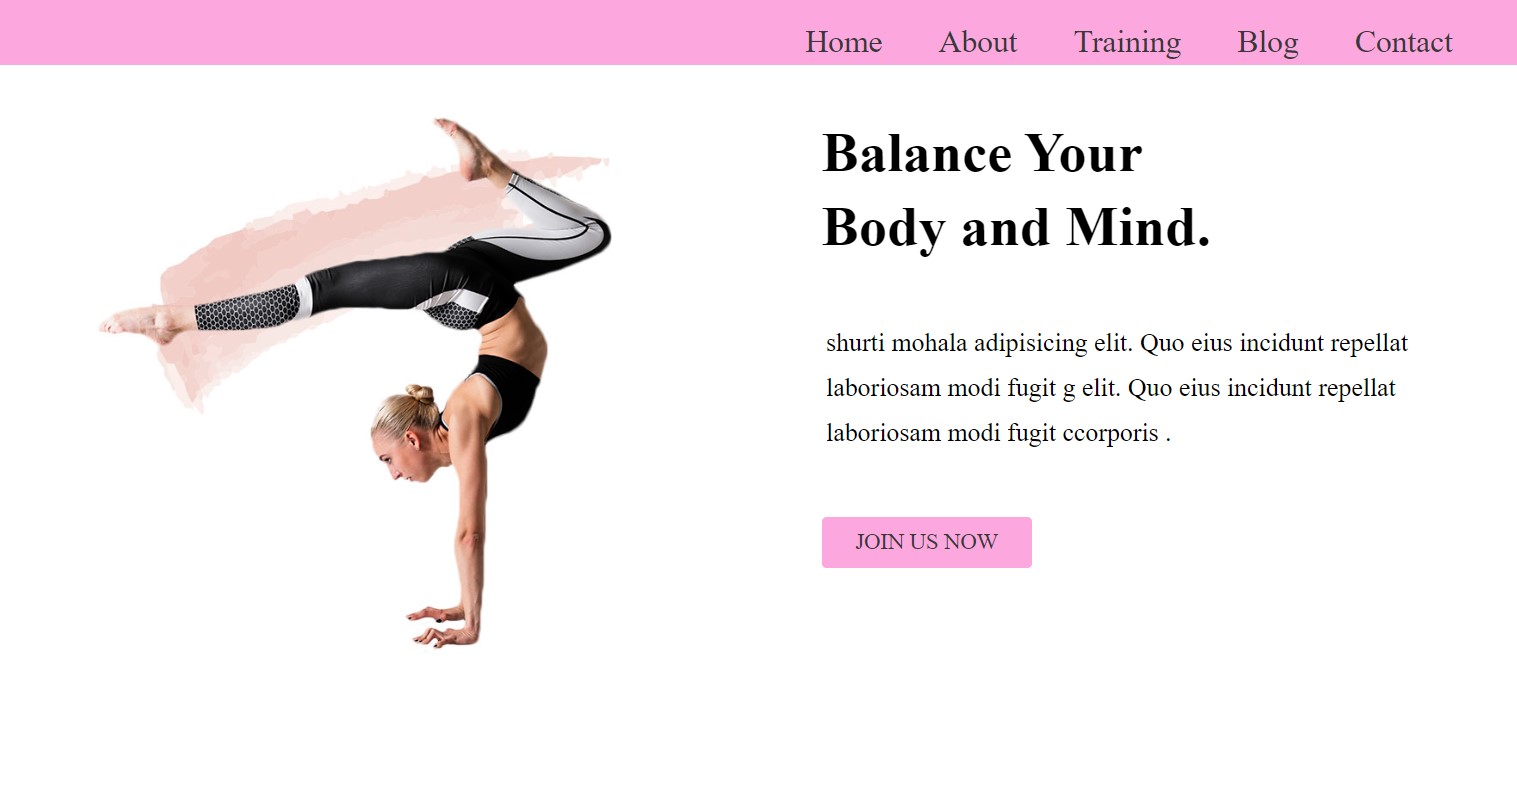 Home About Training Blog Contact
Balance Your
Body and Mind.
shurti mohala adipisicing elit. Quo eius incidunt repellat
laboriosam modi fugit g elit. Quo eius incidunt repellat
laboriosam modi fugit ccorporis .
JOIN US NOW